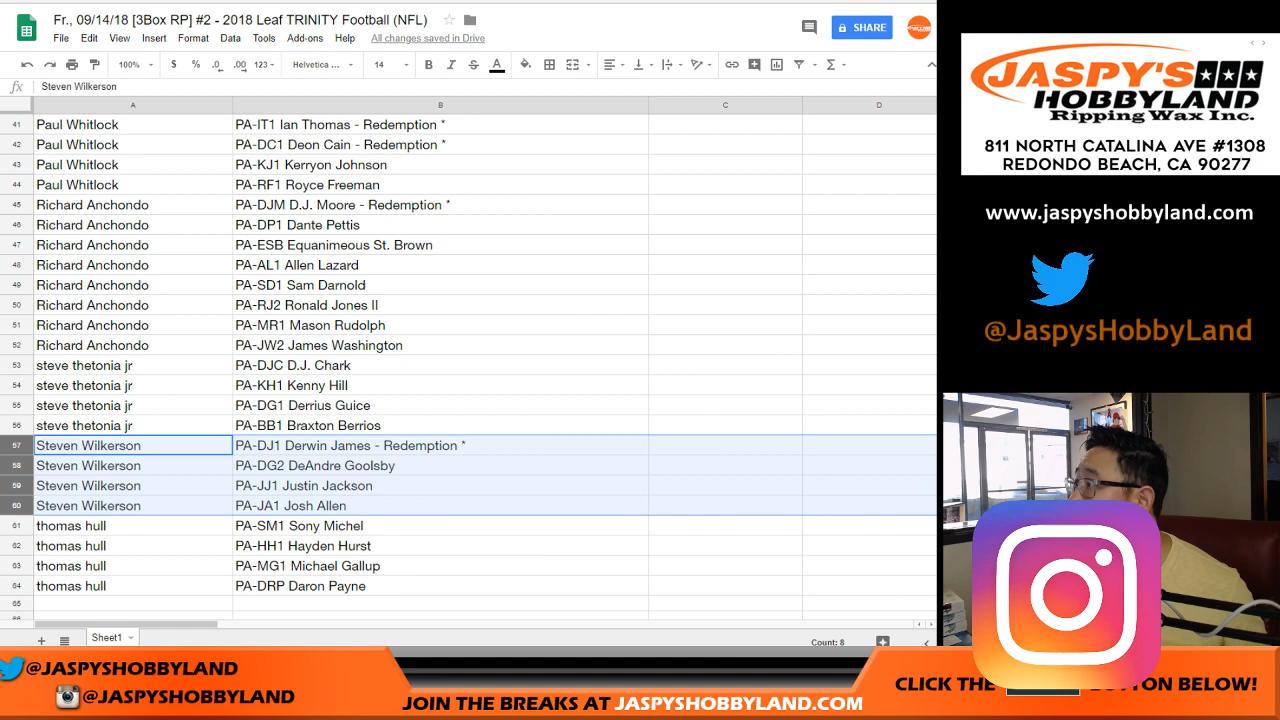 Fr., 09/14/18 [3Box RP] #2 - 2018 Leaf TRINITY Football (NFL)
File Edit View Insert Format Data Tools Add-ons Help All changes saved in Drive
SHARE
100% $ % .0 .00 123 Helvetica ... 14 B I S A
fx Steven Wilkerson
A B C D
41 Paul Whitlock PA-IT1 Ian Thomas - Redemption *
42 Paul Whitlock PA-DC1 Deon Cain - Redemption *
43 Paul Whitlock PA-KJ1 Kerryon Johnson
44 Paul Whitlock PA-RF1 Royce Freeman
45 Richard Anchondo PA-DJM D.J. Moore - Redemption *
46 Richard Anchondo PA-DP1 Dante Pettis
47 Richard Anchondo PA-ESB Equanimeous St. Brown
48 Richard Anchondo PA-AL1 Allen Lazard
49 Richard Anchondo PA-SD1 Sam Darnold
50 Richard Anchondo PA-RJ2 Ronald Jones II
51 Richard Anchondo PA-MR1 Mason Rudolph
52 Richard Anchondo PA-JW2 James Washington
53 steve thetonia jr PA-DJC D.J. Chark
54 steve thetonia jr PA-KH1 Kenny Hill
55 steve thetonia jr PA-DG1 Derrius Guice
56 steve thetonia jr PA-BB1 Braxton Berrios
57 Steven Wilkerson PA-DJ1 Derwin James - Redemption *
58 Steven Wilkerson PA-DG2 DeAndre Goolsby
59 Steven Wilkerson PA-JJ1 Justin Jackson
60 Steven Wilkerson PA-JA1 Josh Allen
61 thomas hull PA-SM1 Sony Michel
62 thomas hull PA-HH1 Hayden Hurst
63 thomas hull PA-MG1 Michael Gallup
64 thomas hull PA-DRP Daron Payne
65
Sheet1
Count: 8
JASPY'S
HOBBYLAND
Ripping Wax Inc.
811 NORTH CATALINA AVE #1308
REDONDO BEACH, CA 90277
www.jaspyshobbyland.com
@JaspysHobbyLand
@JASPYSHOBBYLAND
@JASPYSHOBBYLAND
JOIN THE BREAKS AT JASPYSHOBBYLAND.COM
CLICK THE BUTTON BELOW!